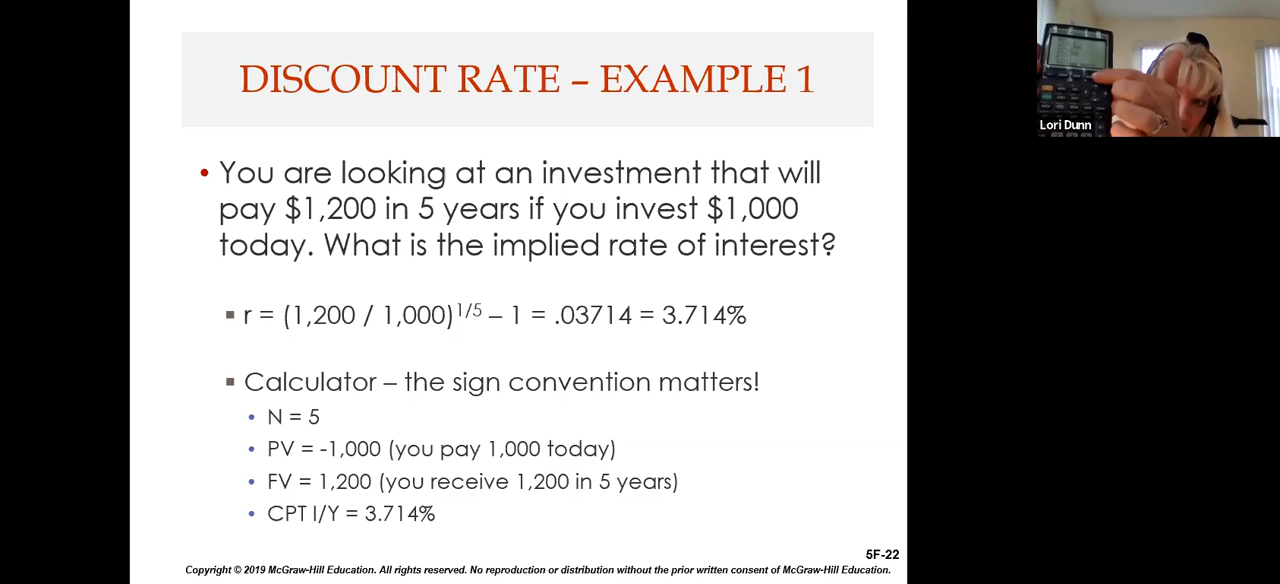 DISCOUNT RATE – EXAMPLE 1
• You are looking at an investment that will
pay $1,200 in 5 years if you invest $1,000
today. What is the implied rate of interest?
▪ r = (1,200 / 1,000)^1/5 – 1 = .03714 = 3.714%
▪ Calculator – the sign convention matters!
• N = 5
• PV = -1,000 (you pay 1,000 today)
• FV = 1,200 (you receive 1,200 in 5 years)
• CPT I/Y = 3.714%
5F-22
Copyright © 2019 McGraw-Hill Education. All rights reserved. No reproduction or distribution without the prior written consent of McGraw-Hill Education.
Lori Dunn